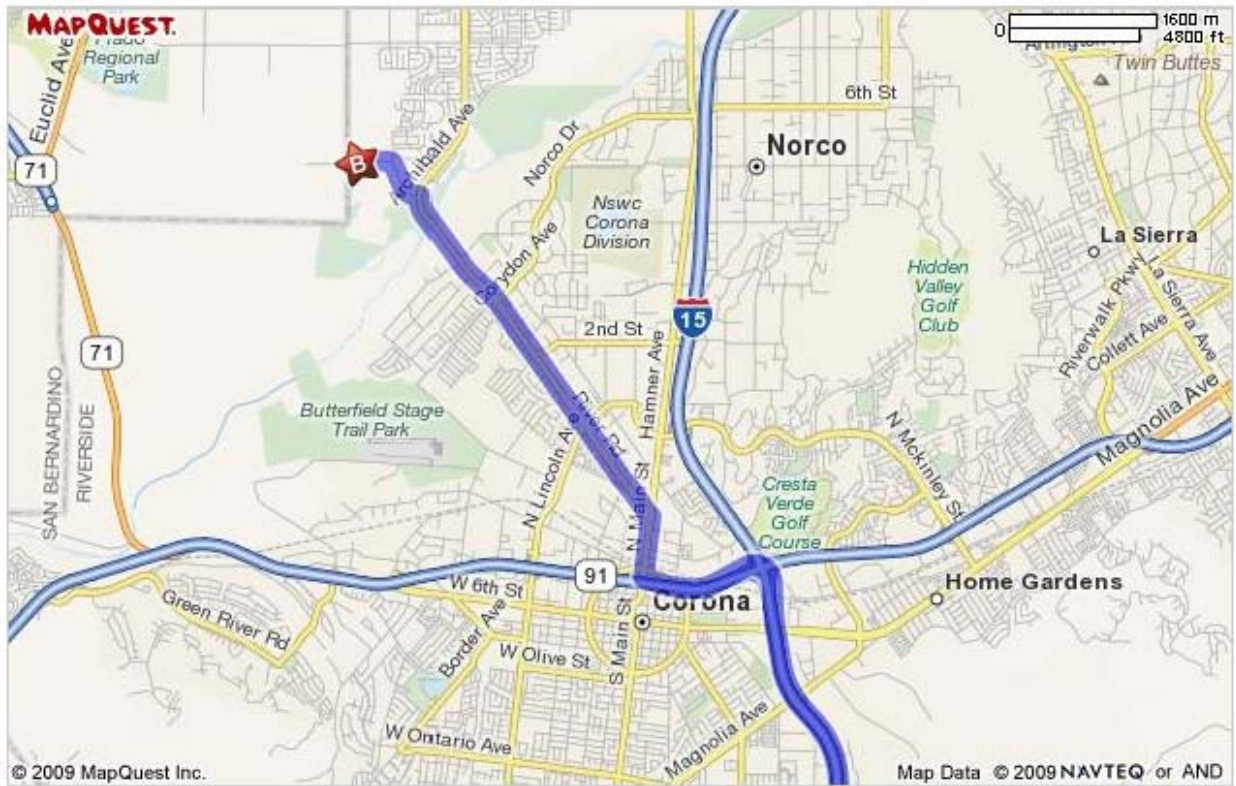 MAPQUEST.
0
1600 m
4800 ft
Prado
Regional
Park
Euclid Ave
71
Archibald Ave
B
Norco Dr
6th St
Norco
Twin Buttes
Nswc
Corona
Division
Corydon Ave
La Sierra
Riverwalk Pkwy
La Sierra Ave
Hidden
Valley
Golf
Club
15
2nd St
Hamner Ave
Collett Ave
71
SAN BERNARDINO
RIVERSIDE
Butterfield Stage
Trail Park
River Rd
N Lincoln Ave
N Main St
N Mckinley St
Magnolia Ave
Cresta
Verde
Golf
Course
91
W 6th St
Corona
Home Gardens
Green River Rd
Border Ave
W Olive St
S Main St
W Ontario Ave
Magnolia Ave
© 2009 MapQuest Inc.
Map Data © 2009 NAVTEQ or AND